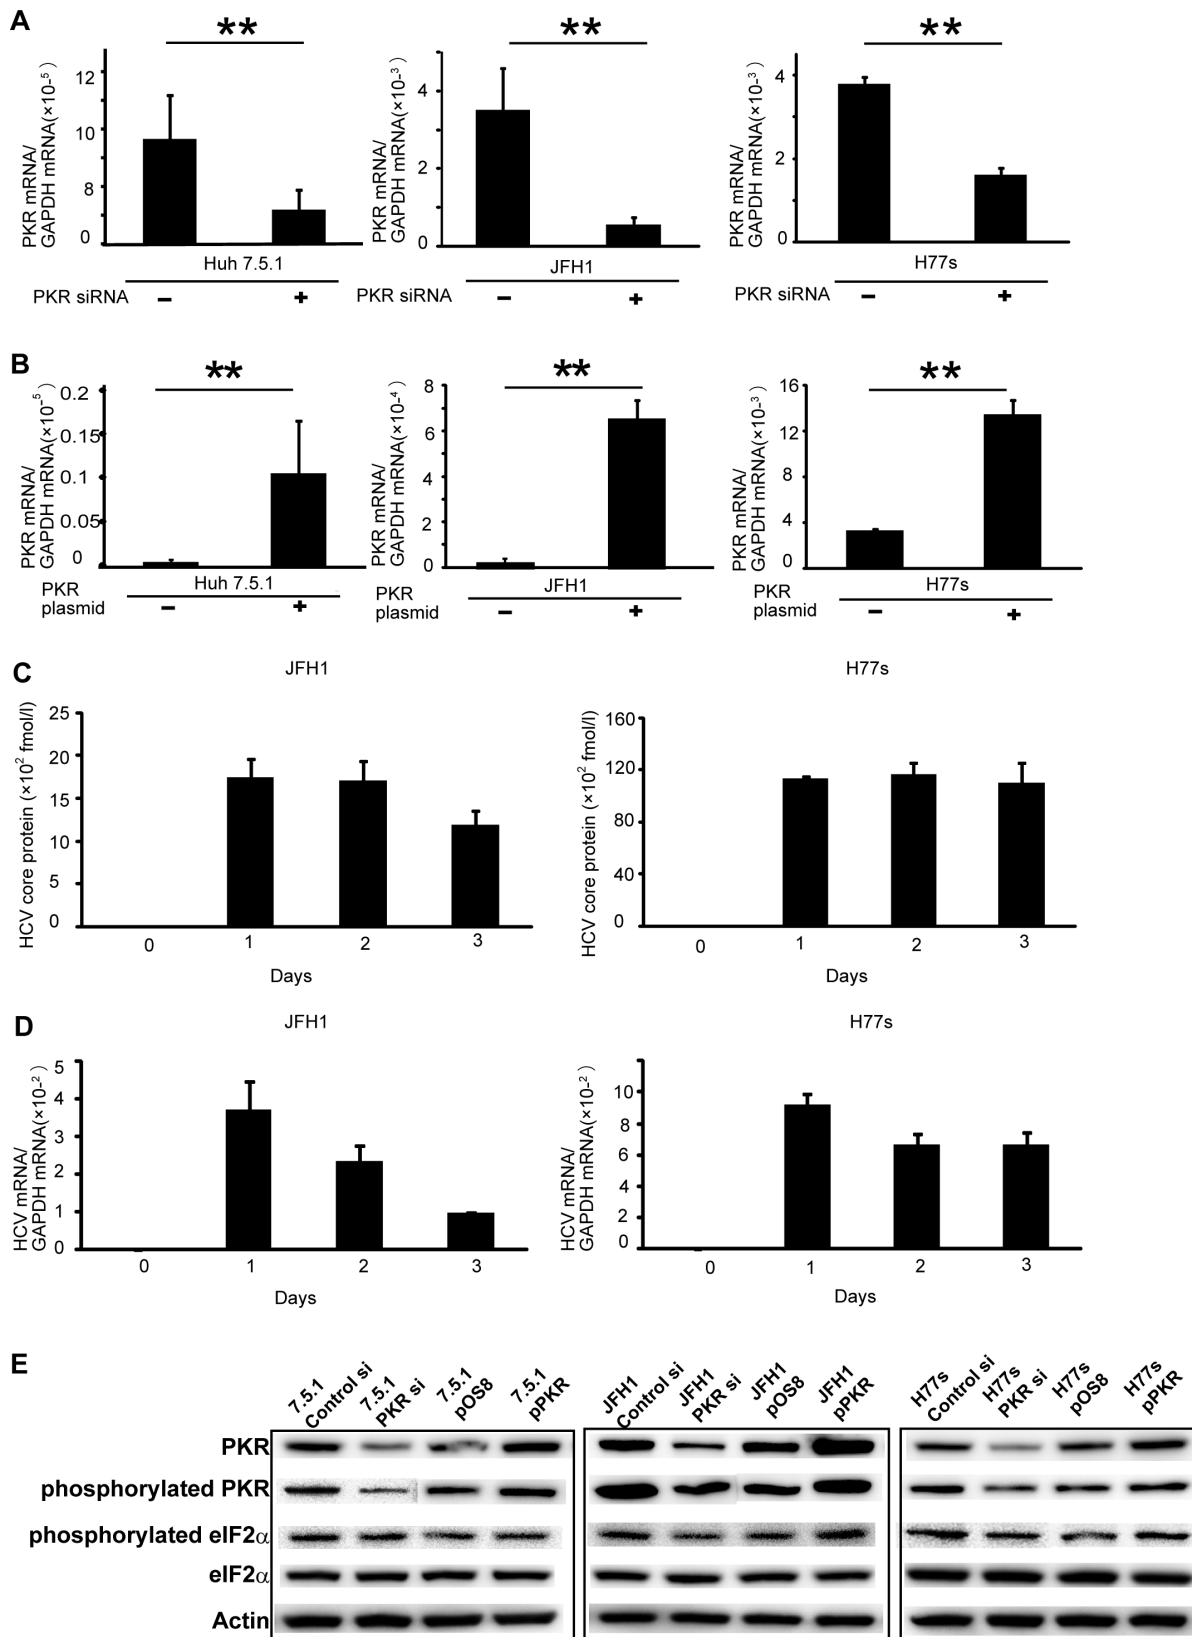 A
**
**
**
PKR mRNA/
GAPDH mRNA(×10-5)
12
10
8
0
Huh 7.5.1
PKR siRNA
− +
PKR mRNA/
GAPDH mRNA(×10-3)
4
2
0
JFH1
PKR siRNA
− +
PKR mRNA/
GAPDH mRNA(×10-3)
4
2
0
H77s
PKR siRNA
− +
B
**
**
**
PKR mRNA/
GAPDH mRNA(×10-5)
0.2
0.15
0.1
0.05
0
Huh 7.5.1
PKR
plasmid
− +
PKR mRNA/
GAPDH mRNA(×10-4)
8
6
4
2
0
JFH1
PKR
plasmid
− +
PKR mRNA/
GAPDH mRNA(×10-3)
16
12
8
4
0
H77s
PKR
plasmid
− +
C
JFH1
HCV core protein (×10² fmol/l)
25
20
15
10
5
0
0 1 2 3
Days
H77s
HCV core protein (×10² fmol/l)
160
120
80
40
0
0 1 2 3
Days
D
JFH1
HCV mRNA/
GAPDH mRNA(×10-2)
5
4
3
2
1
0
0 1 2 3
Days
H77s
HCV mRNA/
GAPDH mRNA(×10-2)
10
8
6
4
2
0
0 1 2 3
Days
E
7.5.1
Control si
7.5.1
PKR si
7.5.1
pOS8
7.5.1
pPKR
JFH1
Control si
JFH1
PKR si
JFH1
pOS8
JFH1
pPKR
H77s
Control si
H77s
PKR si
H77s
pOS8
H77s
pPKR
PKR
phosphorylated PKR
phosphorylated eIF2α
eIF2α
Actin